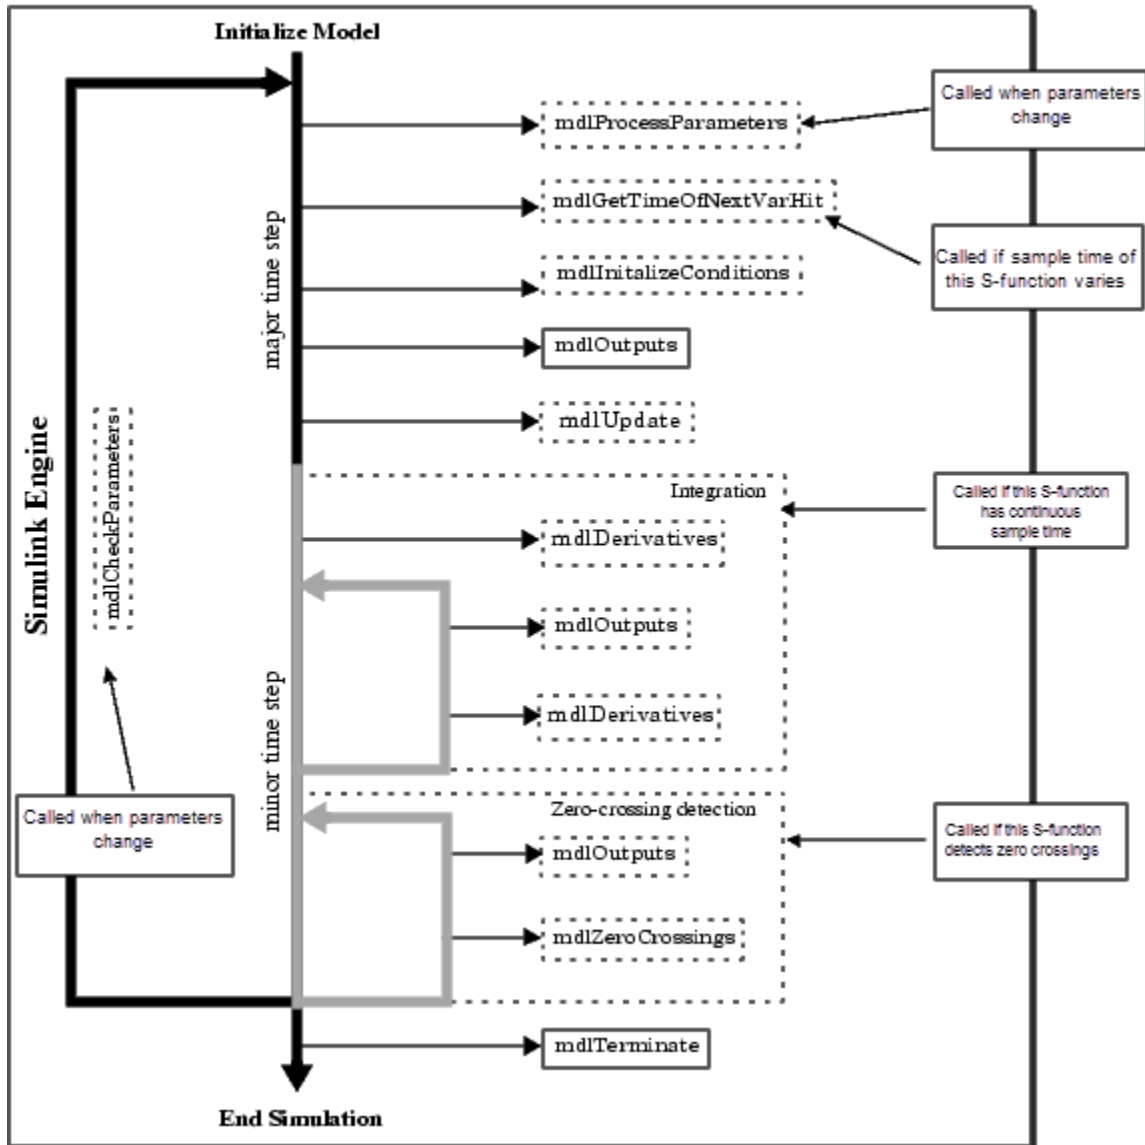 Initialize Model
Called when parameters
change
mdlProcessParameters
mdlGetTimeOfNextVarHit
Called if sample time of
this S-function varies
mdlInitalizeConditions
major time step
mdlOutputs
mdlUpdate
Simulink Engine
mdlCheckParameters
Integration
Called if this S-function
has continuous
sample time
mdlDerivatives
mdlOutputs
mdlDerivatives
minor time step
Called when parameters
change
Zero-crossing detection
Called if this S-function
detects zero crossings
mdlOutputs
mdlZeroCrossings
mdlTerminate
End Simulation